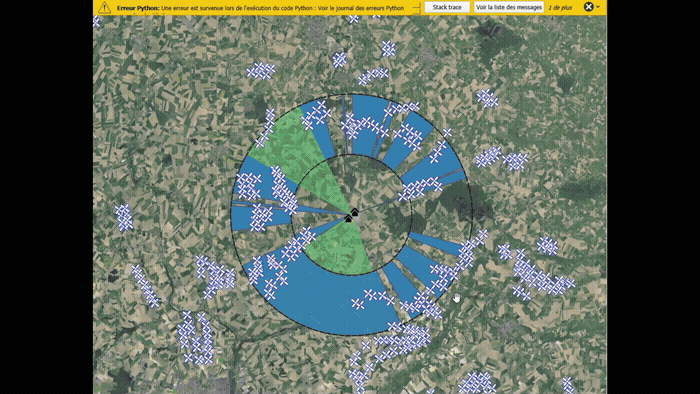 Erreur Python: Une erreur est survenue lors de l'exécution du code Python : Voir le journal des erreurs Python
Stack trace
Voir la liste des messages
1 de plus